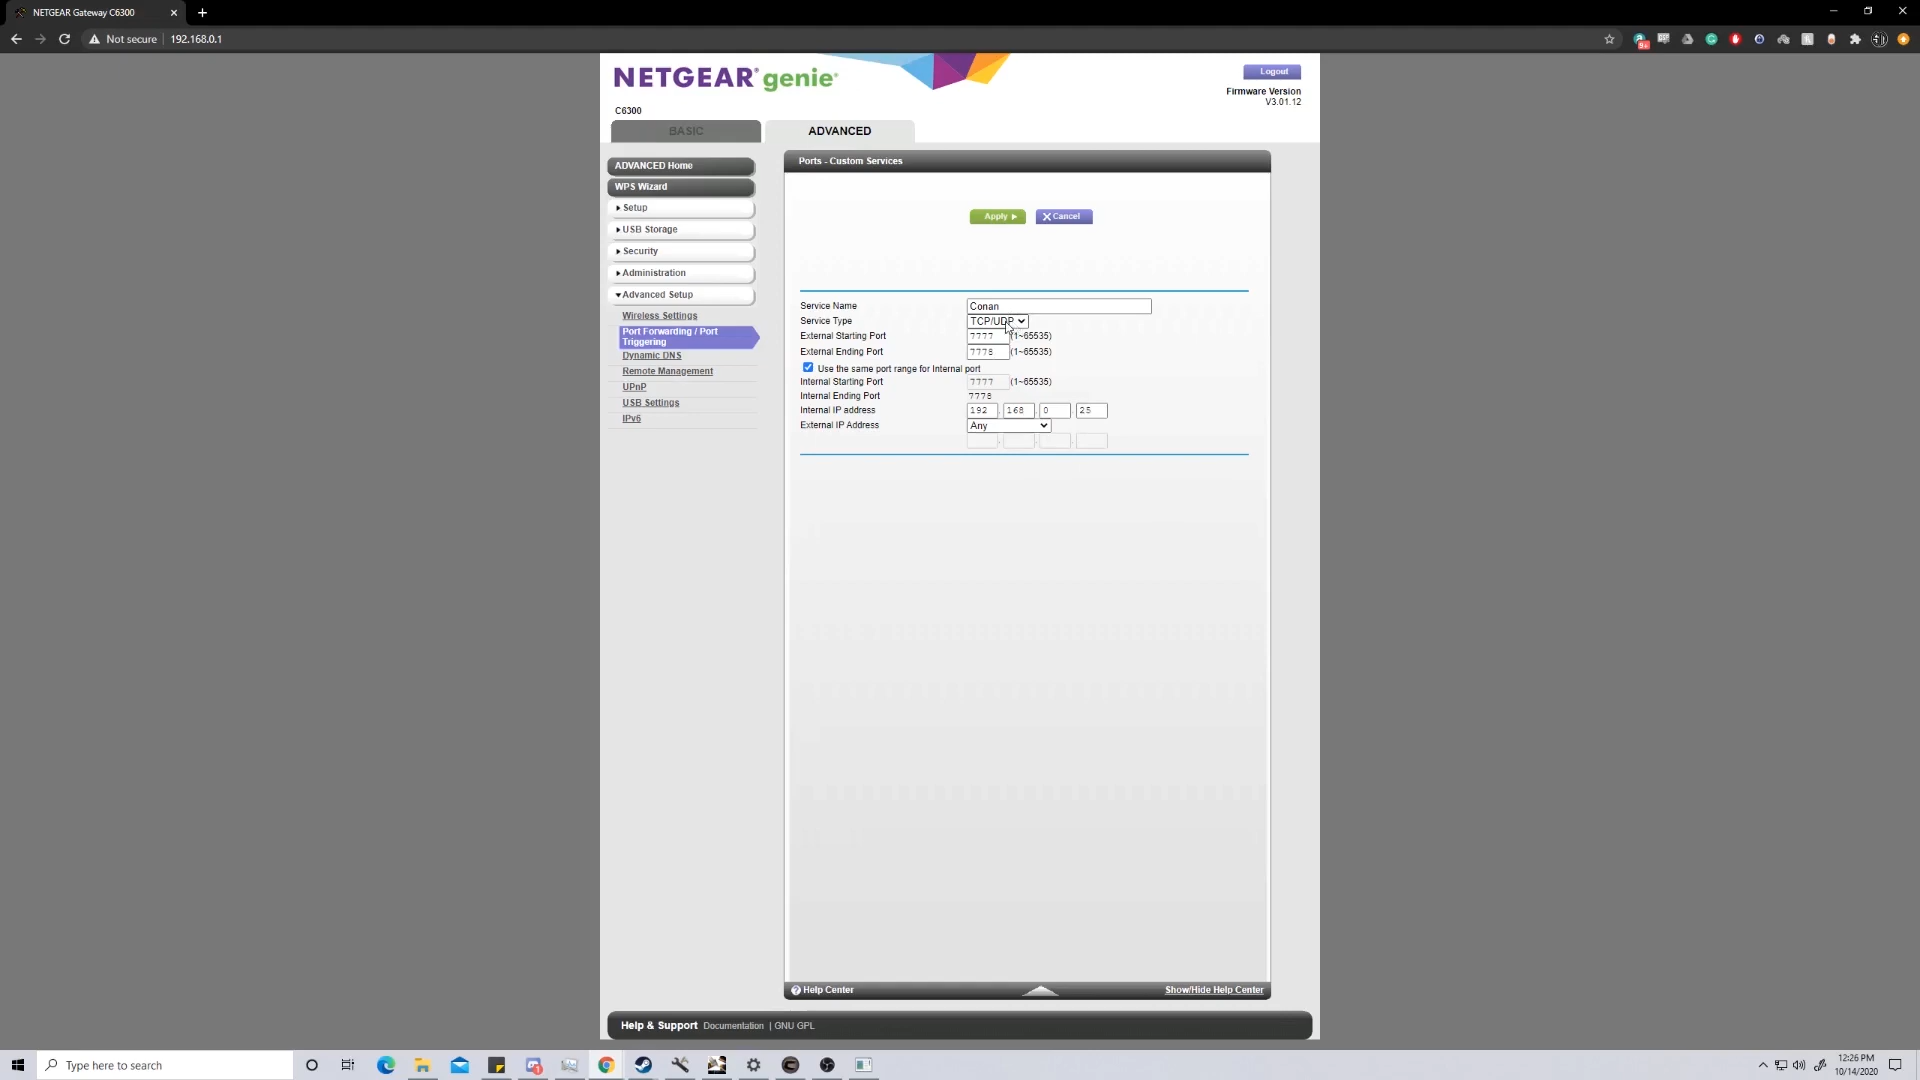 NETGEAR Gateway C6300
Not secure
192.168.0.1
NETGEAR® genie®
Logout
Firmware Version
V3.01.12
C6300
BASIC
ADVANCED
ADVANCED Home
WPS Wizard
Setup
USB Storage
Security
Administration
Advanced Setup
Wireless Settings
Port Forwarding / Port
Triggering
Dynamic DNS
Remote Management
UPnP
USB Settings
IPv6
Ports - Custom Services
Apply
Cancel
Service Name Conan
Service Type TCP/UDP
External Starting Port 7777 (1~65535)
External Ending Port 7778 (1~65535)
Use the same port range for Internal port
Internal Starting Port 7777 (1~65535)
Internal Ending Port 7778
Internal IP address 192 . 168 . 0 . 25
External IP Address Any
Help Center
Show/Hide Help Center
Help & Support Documentation | GNU GPL
Type here to search
12:26 PM
10/14/2020